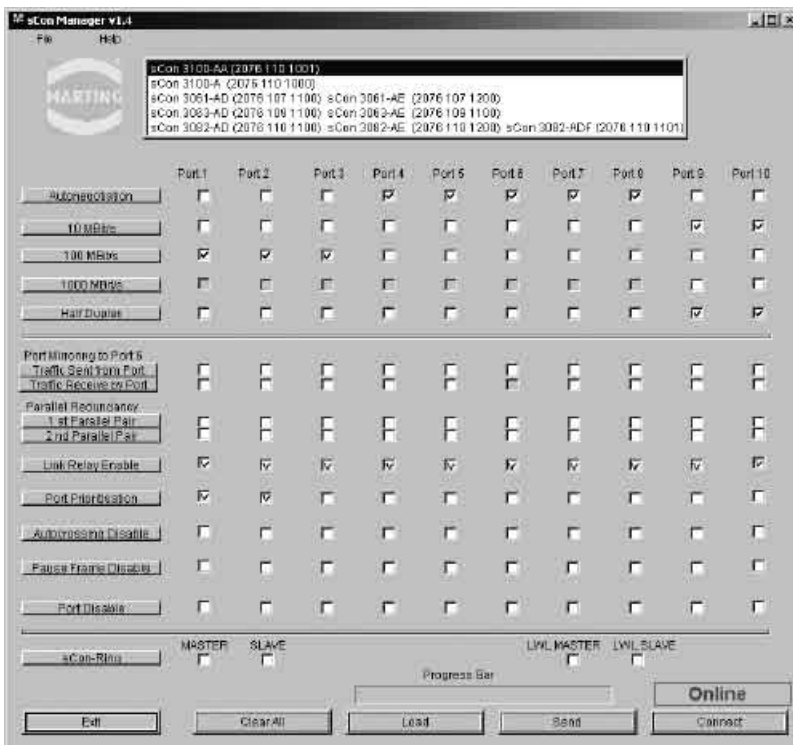 sCon Manager v1.4
File Help
HARTING
sCon 3100-AA (2076 110 1001)
sCon 3100-A (2076 110 1000)
sCon 3061-AD (2076 107 1100) sCon 3061-AE (2076 107 1200)
sCon 3063-AD (2076 109 1100) sCon 3063-AE (2076 109 1100)
sCon 3082-AD (2076 110 1100) sCon 3082-AE (2076 110 1200) sCon 3082-ADF (2076 110 1101)
Port 1 Port 2 Port 3 Port 4 Port 5 Port 6 Port 7 Port 8 Port 9 Port 10
Autonegotiation
10 MBit/s
100 MBit/s
1000 MBit/s
Half Duplex
Port Mirroring to Port 6
Traffic Sent from Port
Traffic Receive by Port
Parallel Redundancy
1 st Parallel Pair
2 nd Parallel Pair
Link Relay Enable
Port Prioritisation
Autocrossing Disable
Pause Frame Disable
Port Disable
MASTER SLAVE LWL MASTER LWL SLAVE
sCon-Ring
Progress Bar
Online
Exit Clear All Load Send Connect